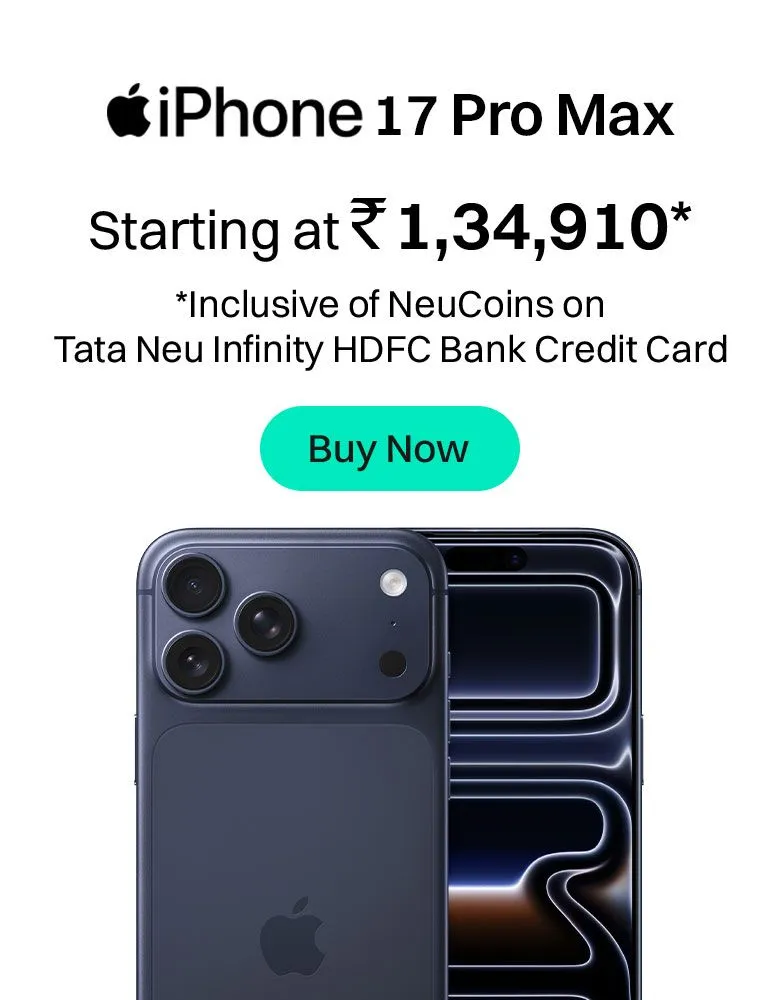 iPhone 17 Pro Max
Starting at ₹1,34,910*
*Inclusive of NeuCoins on
Tata Neu Infinity HDFC Bank Credit Card
Buy Now